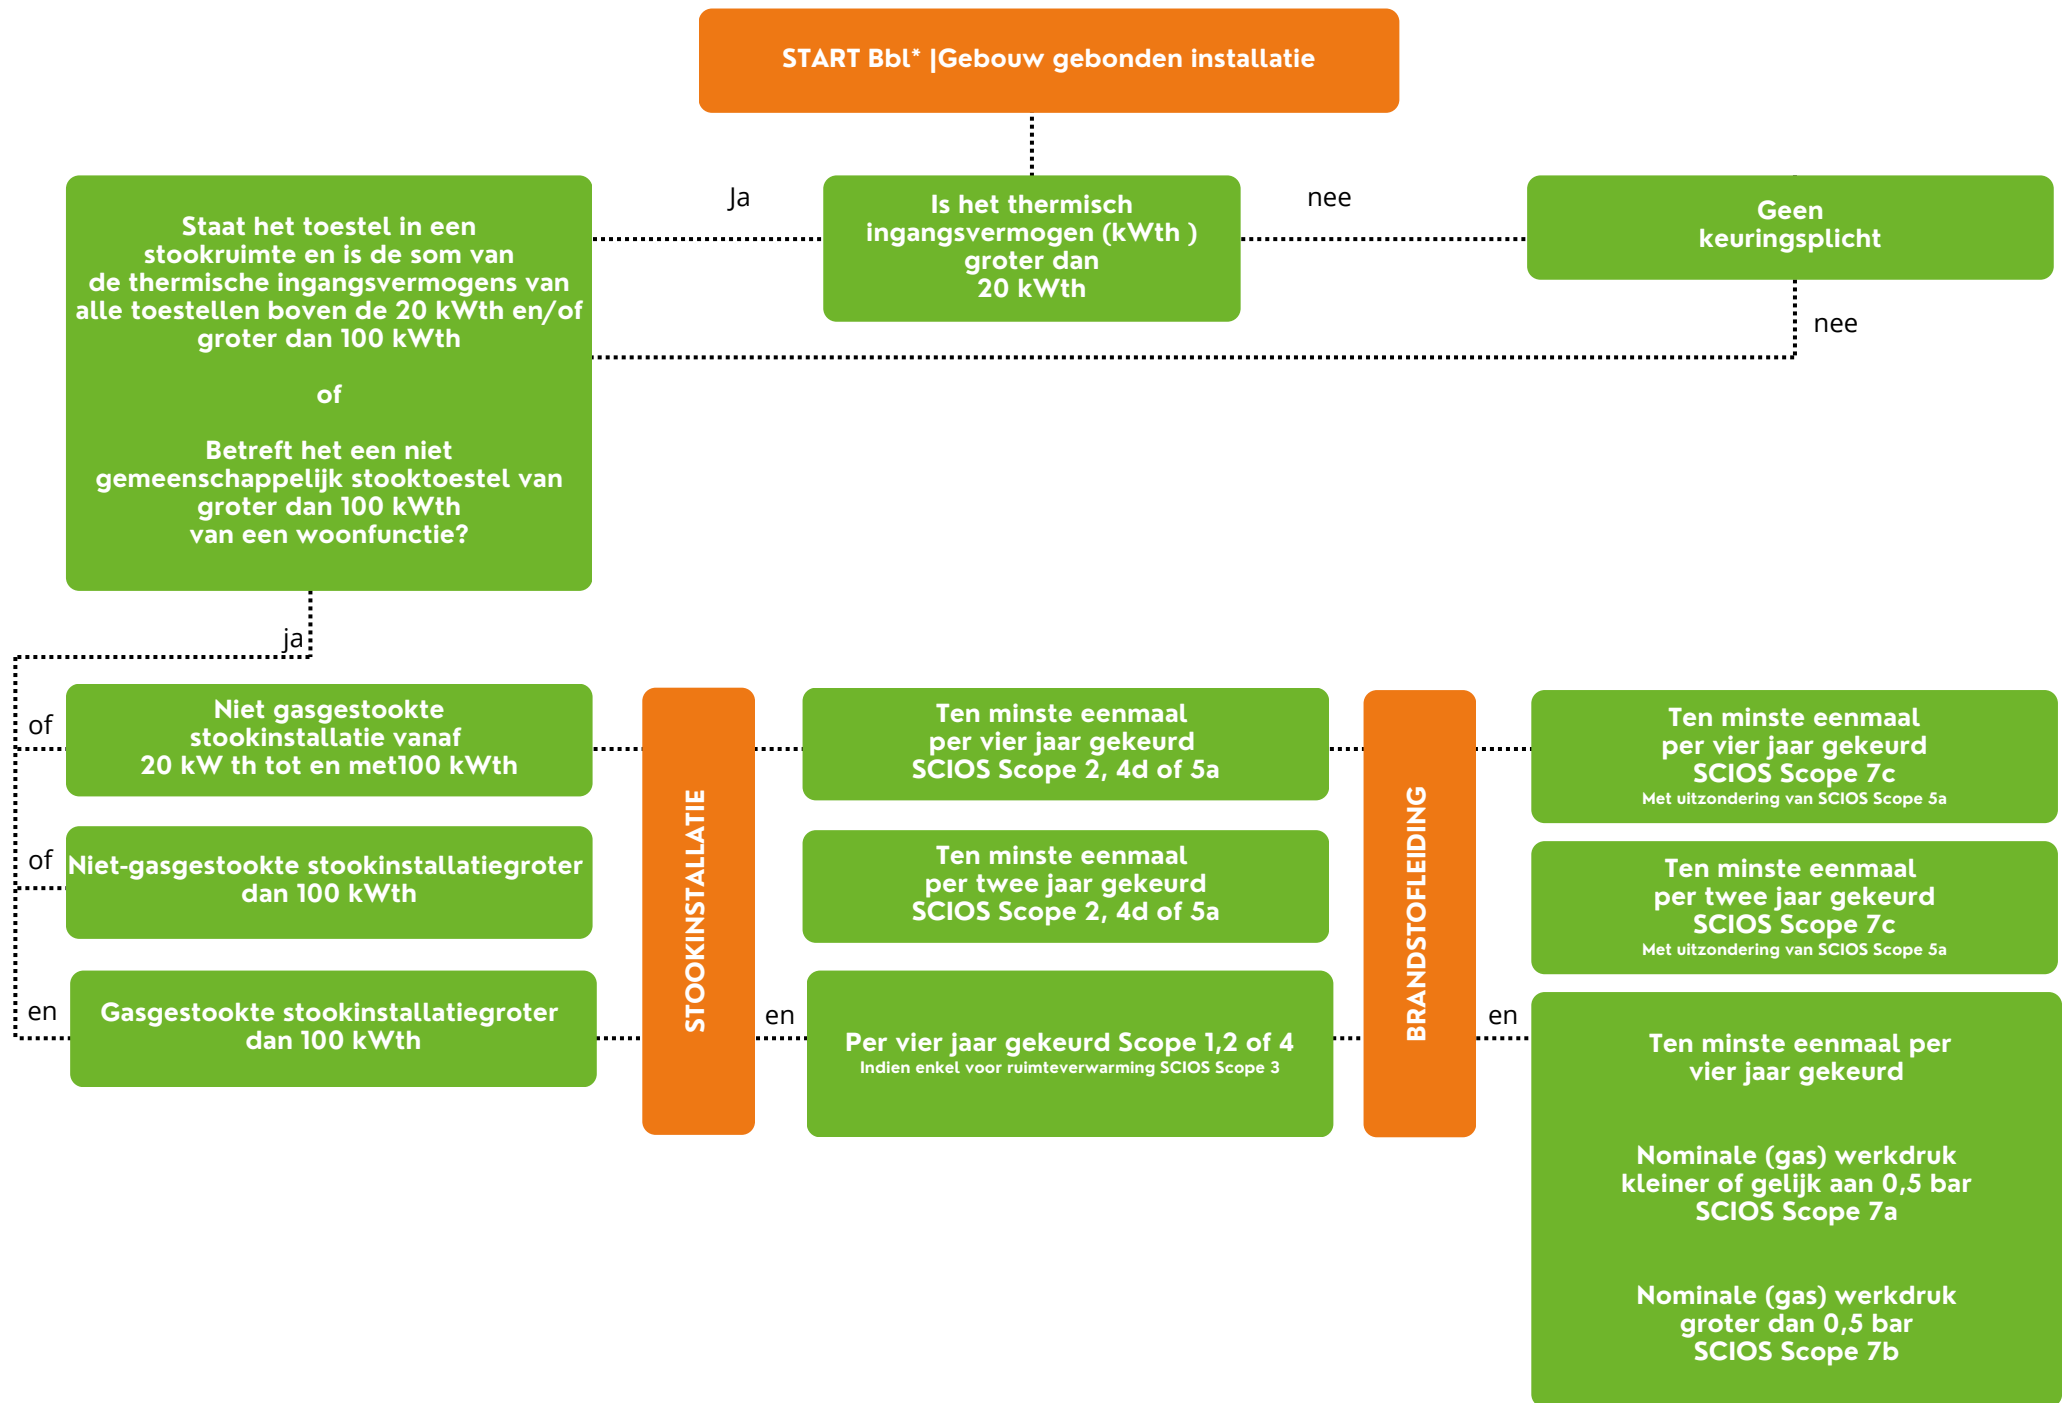 START Bbl* |Gebouw gebonden installatie
Staat het toestel in een
stookruimte en is de som van
de thermische ingangsvermogens van
alle toestellen boven de 20 kWth en/of
groter dan 100 kWth
of
Betreft het een niet
gemeenschappelijk stooktoestel van
groter dan 100 kWth
van een woonfunctie?
Ja
Is het thermisch
ingangsvermogen (kWth )
groter dan
20 kWth
nee
Geen
keuringsplicht
nee
ja
of
Niet gasgestookte
stookinstallatie vanaf
20 kW th tot en met100 kWth
of
Niet-gasgestookte stookinstallatiegroter
dan 100 kWth
en
Gasgestookte stookinstallatiegroter
dan 100 kWth
STOOKINSTALLATIE
Ten minste eenmaal
per vier jaar gekeurd
SCIOS Scope 2, 4d of 5a
Ten minste eenmaal
per twee jaar gekeurd
SCIOS Scope 2, 4d of 5a
en
Per vier jaar gekeurd Scope 1,2 of 4
Indien enkel voor ruimteverwarming SCIOS Scope 3
BRANDSTOFLEIDING
Ten minste eenmaal
per vier jaar gekeurd
SCIOS Scope 7c
Met uitzondering van SCIOS Scope 5a
Ten minste eenmaal
per twee jaar gekeurd
SCIOS Scope 7c
Met uitzondering van SCIOS Scope 5a
en
Ten minste eenmaal per
vier jaar gekeurd
Nominale (gas) werkdruk
kleiner of gelijk aan 0,5 bar
SCIOS Scope 7a
Nominale (gas) werkdruk
groter dan 0,5 bar
SCIOS Scope 7b